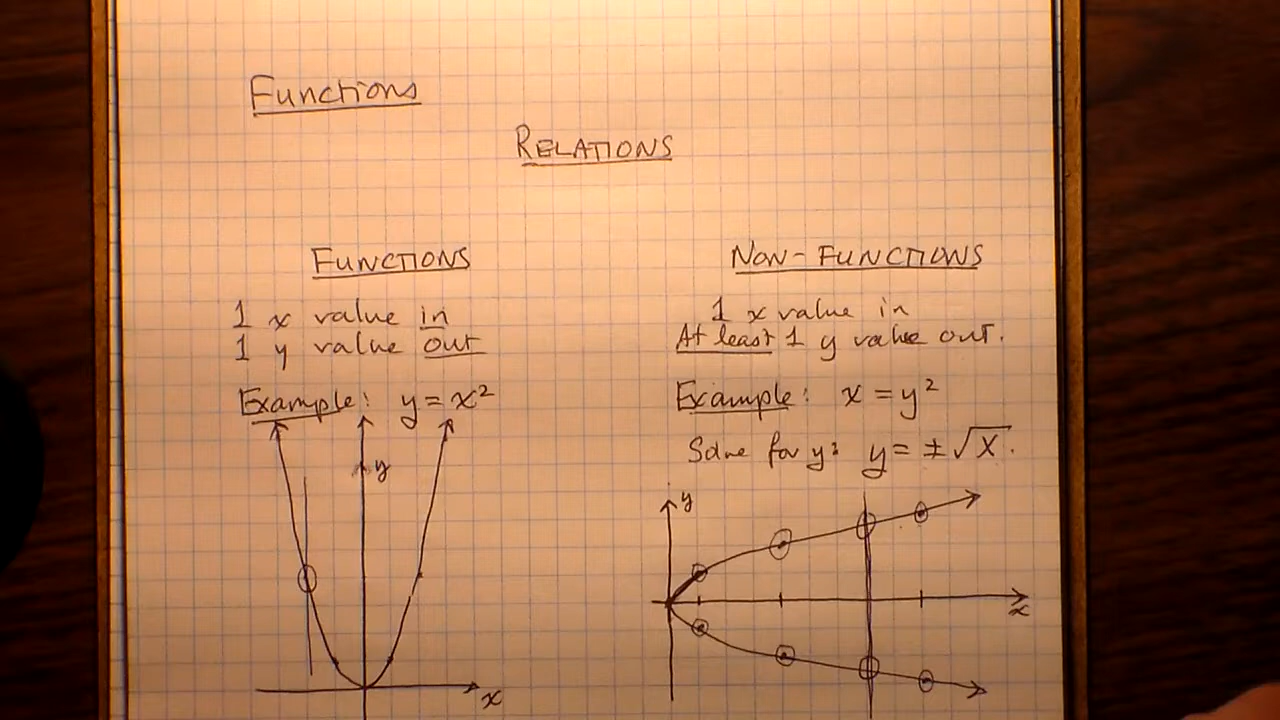 Functions
RELATIONS
FUNCTIONS
1 x value in
1 y value out
Example: y = x²
y
x
NON-FUNCTIONS
1 x value in
At least 1 y value out.
Example: x = y²
Solve for y: y = ± √x.
y
x